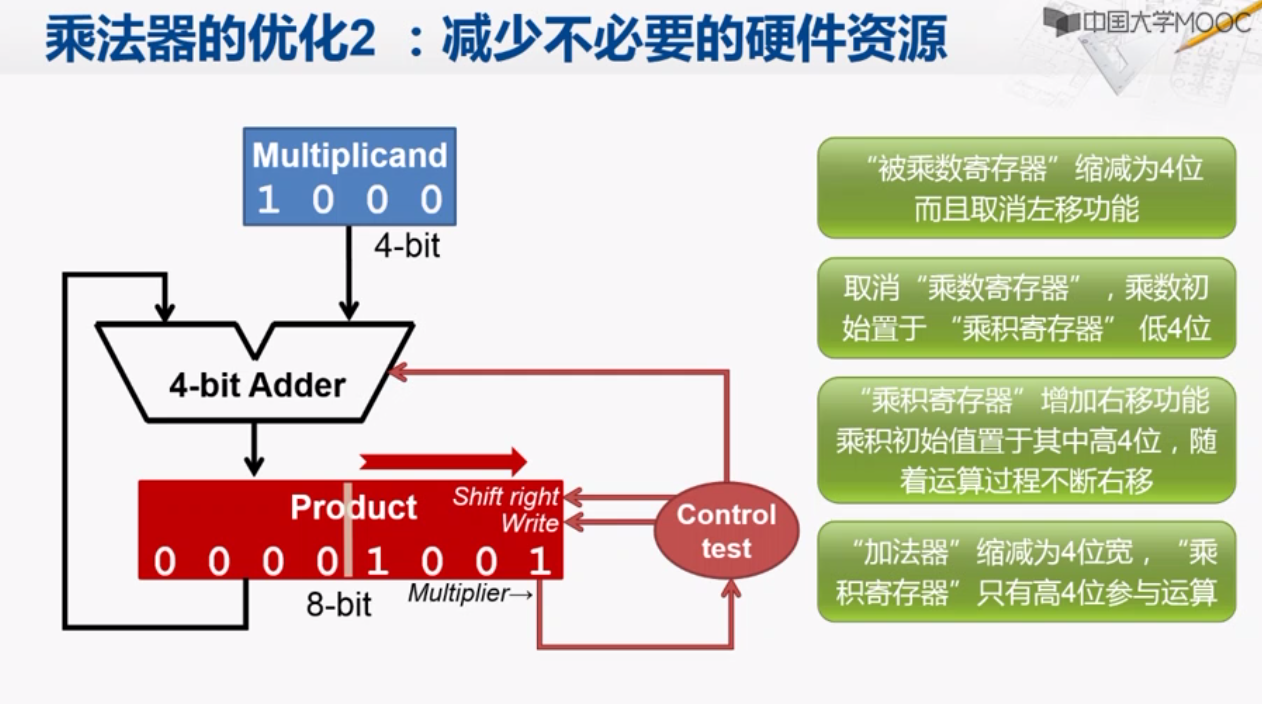 乘法器的优化2 ：减少不必要的硬件资源
中国大学MOOC
Multiplicand
1 0 0 0
4-bit
4-bit Adder
Product
Shift right
Write
0 0 0 0 1 0 0 1
8-bit
Multiplier→
Control
test
“被乘数寄存器”缩减为4位
而且取消左移功能
取消“乘数寄存器”，乘数初
始置于 “乘积寄存器” 低4位
“乘积寄存器”增加右移功能
乘积初始值置于其中高4位，随
着运算过程不断右移
“加法器”缩减为4位宽，“乘
积寄存器”只有高4位参与运算